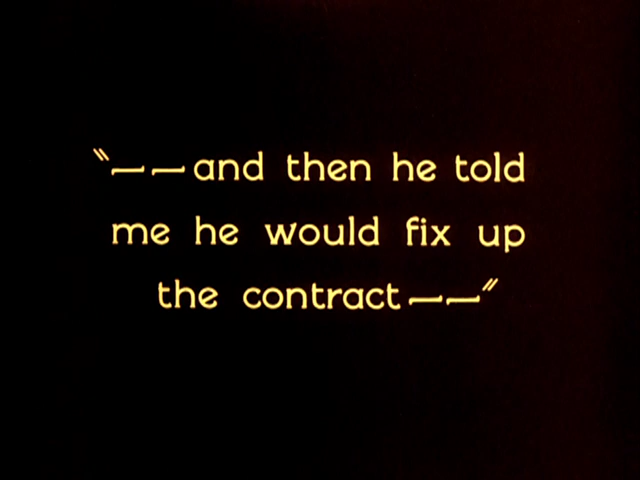 "——and then he told
me he would fix up
the contract——"